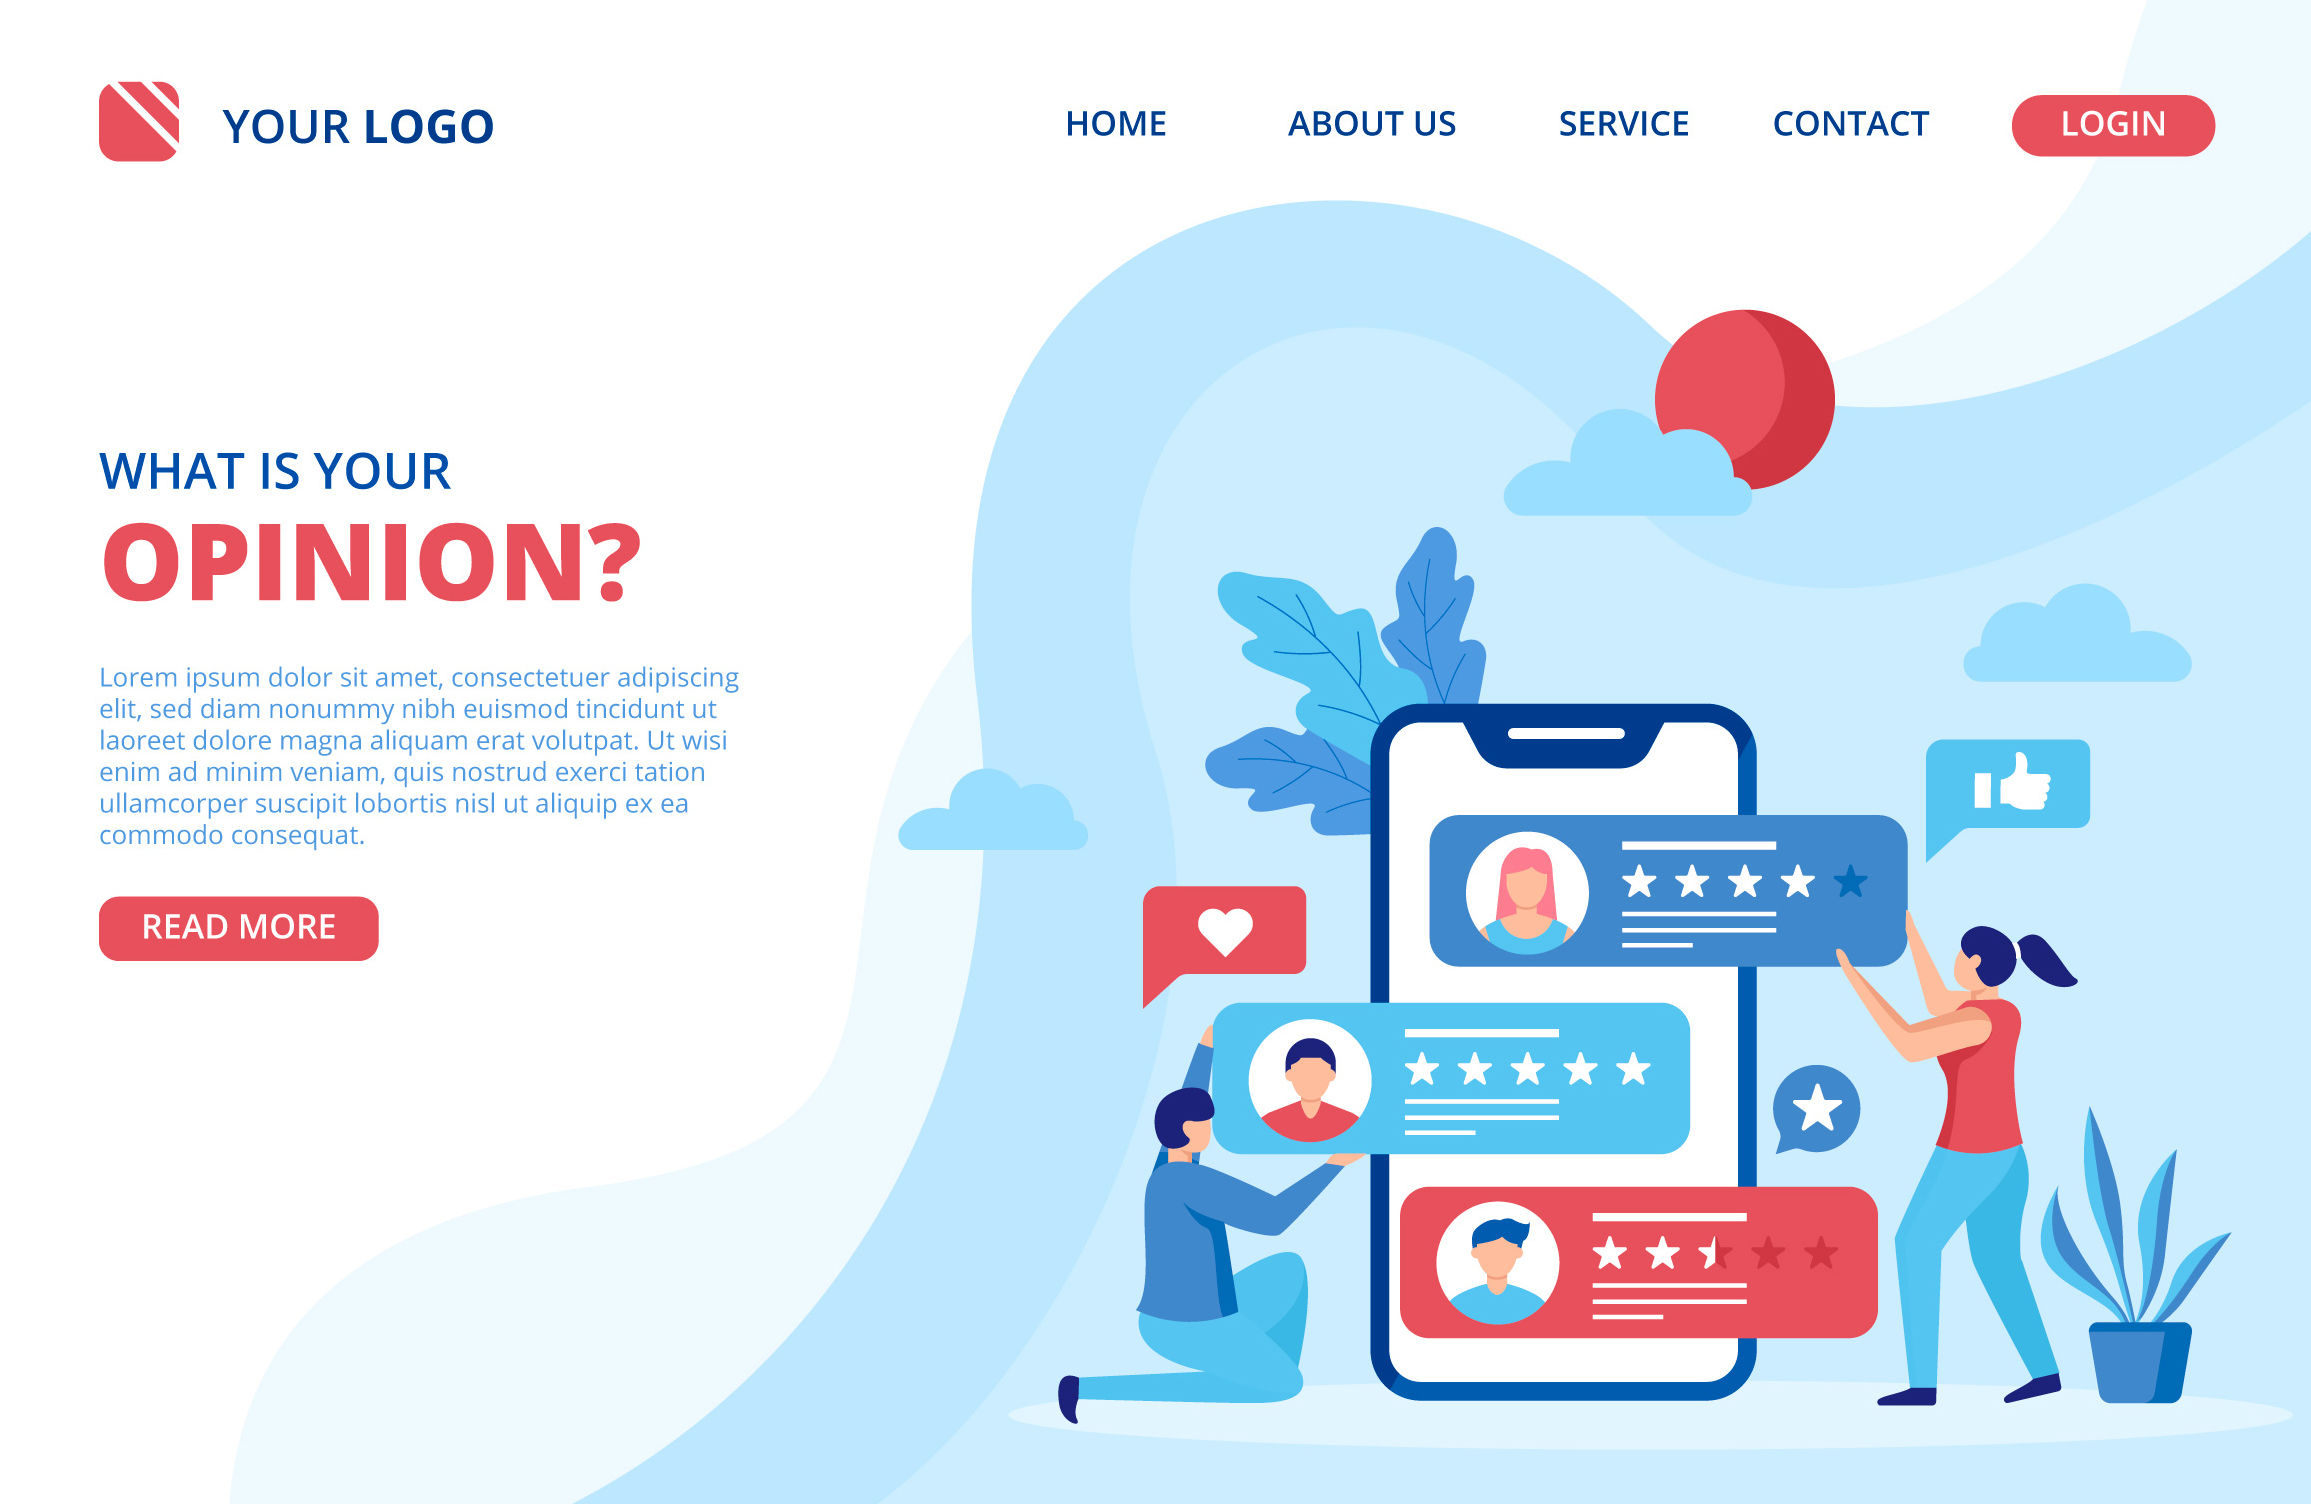 YOUR LOGO
HOME
ABOUT US
SERVICE
CONTACT
LOGIN
WHAT IS YOUR
OPINION?
Lorem ipsum dolor sit amet, consectetuer adipiscing
elit, sed diam nonummy nibh euismod tincidunt ut
laoreet dolore magna aliquam erat volutpat. Ut wisi
enim ad minim veniam, quis nostrud exerci tation
ullamcorper suscipit lobortis nisl ut aliquip ex ea
commodo consequat.
READ MORE